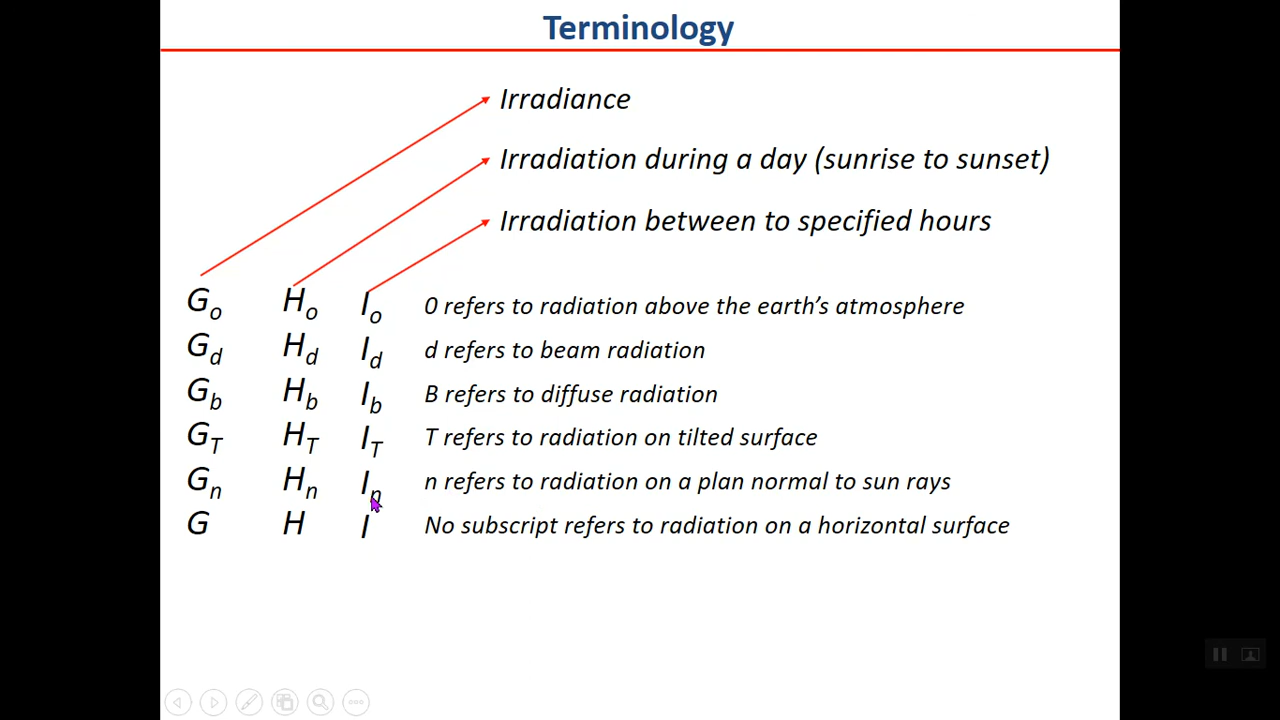 Terminology
Irradiance
Irradiation during a day (sunrise to sunset)
Irradiation between to specified hours
Go Ho Io 0 refers to radiation above the earth's atmosphere
Gd Hd Id d refers to beam radiation
Gb Hb Ib B refers to diffuse radiation
GT HT IT T refers to radiation on tilted surface
Gn Hn In n refers to radiation on a plan normal to sun rays
G H I No subscript refers to radiation on a horizontal surface